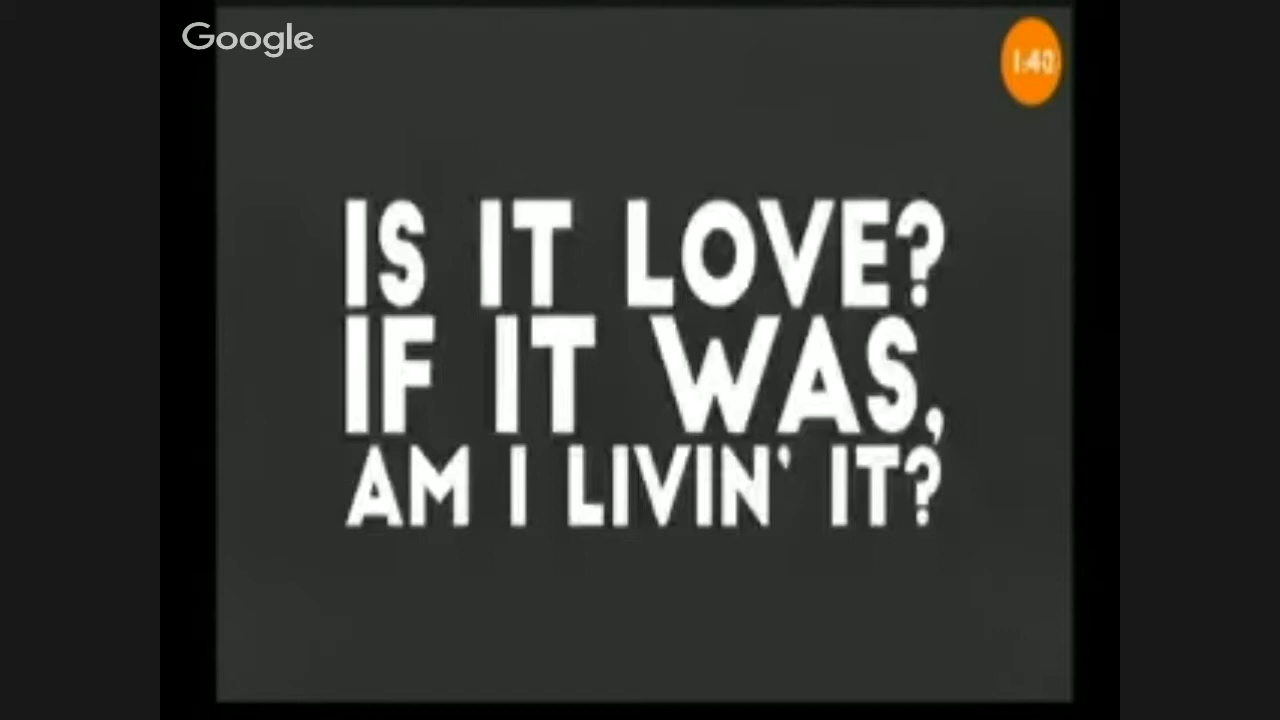 Google
1:40
IS IT LOVE?
IF IT WAS,
AM I LIVIN' IT?